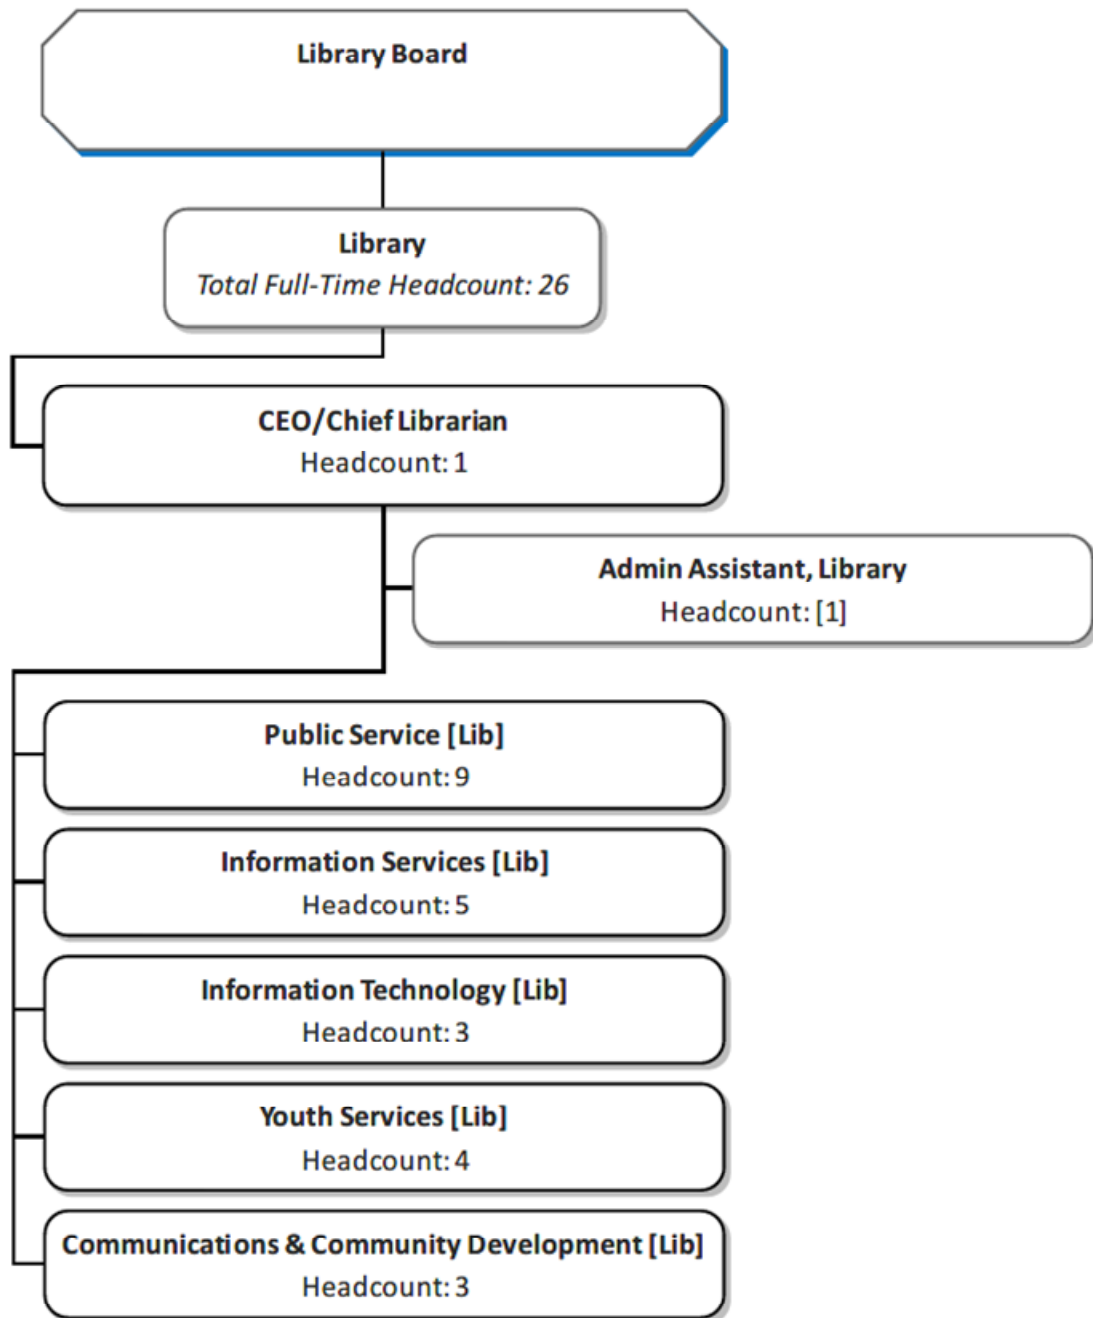 Library Board
Library
Total Full-Time Headcount: 26
CEO/Chief Librarian
Headcount: 1
Admin Assistant, Library
Headcount: [1]
Public Service [Lib]
Headcount: 9
Information Services [Lib]
Headcount: 5
Information Technology [Lib]
Headcount: 3
Youth Services [Lib]
Headcount: 4
Communications & Community Development [Lib]
Headcount: 3